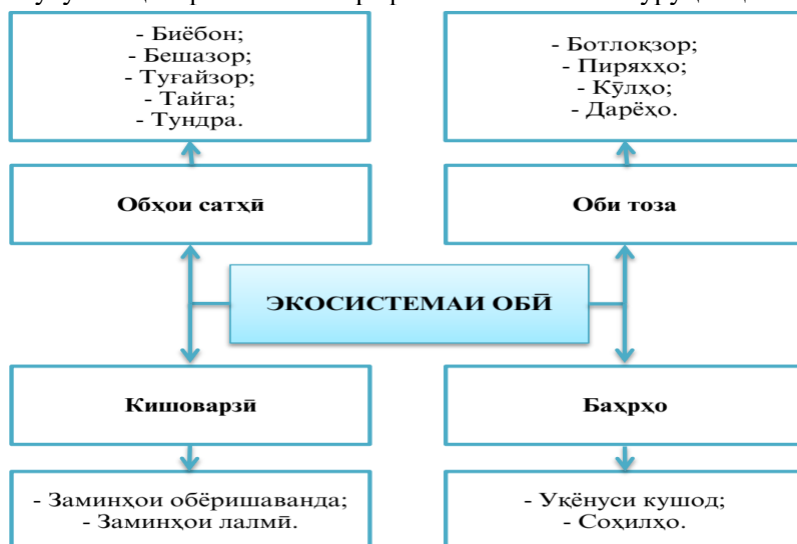 - Биёбон;
- Бешазор;
- Туғайзор;
- Тайга;
- Тундра.
- Ботлоқзор;
- Пиряхҳо;
- Кӯлҳо;
- Дарёҳо.
Обҳои сатҳӣ
Оби тоза
ЭКОСИСТЕМАИ ОБӢ
Кишоварзӣ
Баҳрҳо
- Заминҳои обёришаванда;
- Заминҳои лалмӣ.
- Уқёнуси кушод;
- Соҳилҳо.